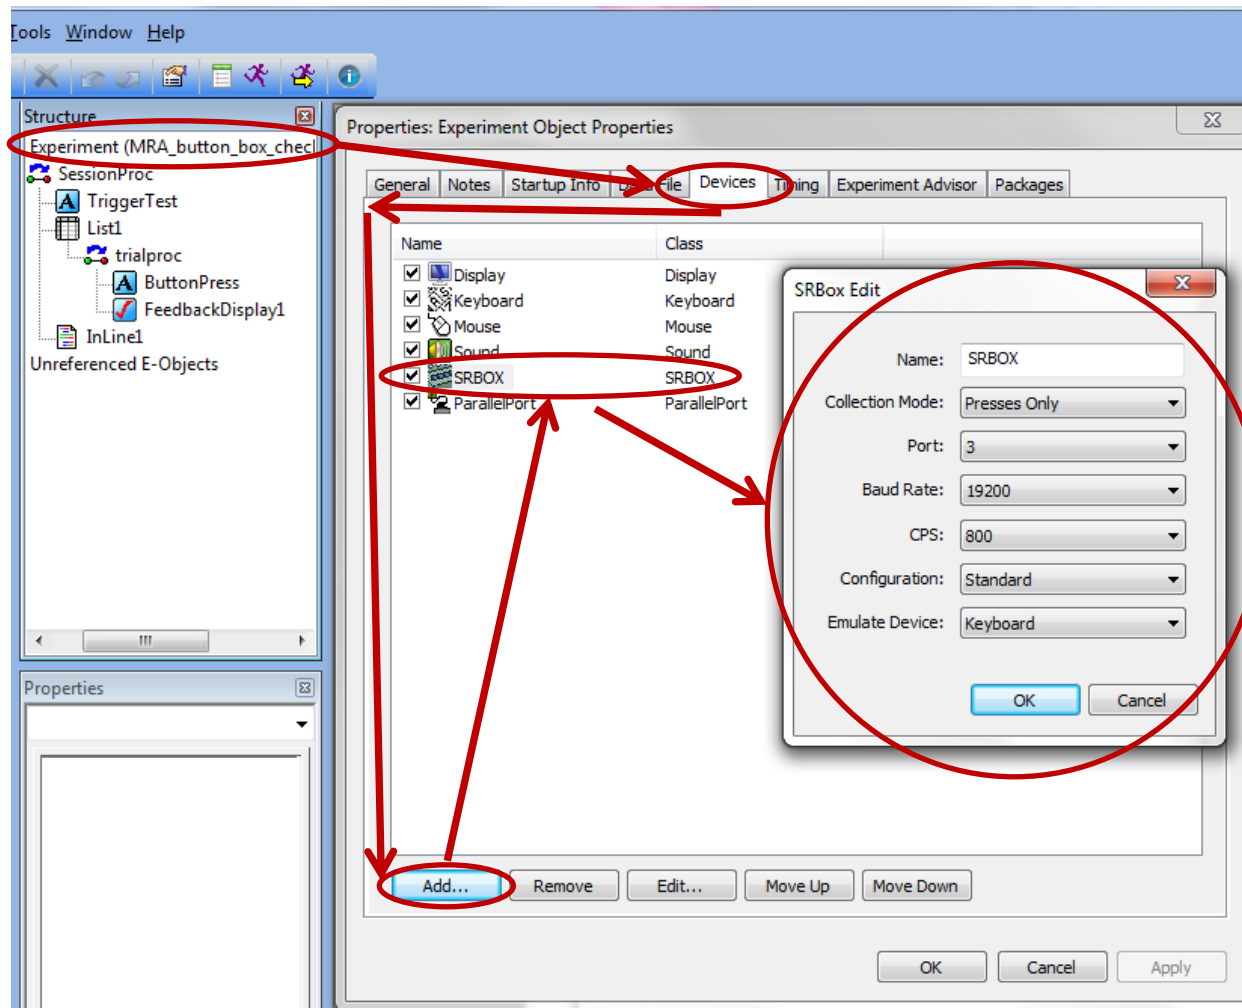 Tools Window Help
Structure
Experiment (MRA_button_box_chec
SessionProc
TriggerTest
List1
trialproc
ButtonPress
FeedbackDisplay1
InLine1
Unreferenced E-Objects
Properties
Properties: Experiment Object Properties
General Notes Startup Info Data File Devices Timing Experiment Advisor Packages
Name Class
Display Display
Keyboard Keyboard
Mouse Mouse
Sound Sound
SRBOX SRBOX
ParallelPort ParallelPort
Add... Remove Edit... Move Up Move Down
OK Cancel Apply
SRBox Edit
Name: SRBOX
Collection Mode: Presses Only
Port: 3
Baud Rate: 19200
CPS: 800
Configuration: Standard
Emulate Device: Keyboard
OK Cancel